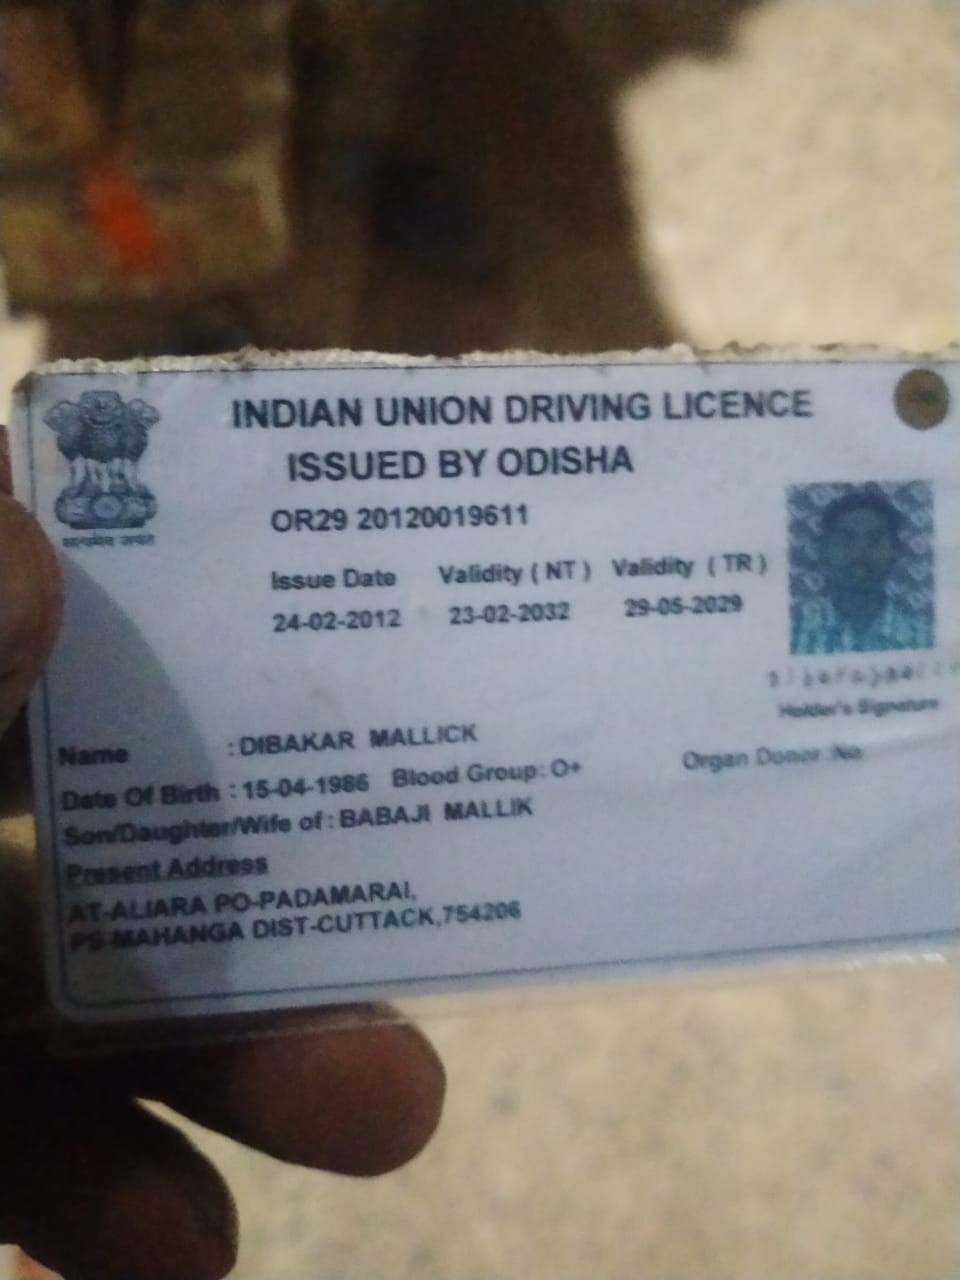 INDIAN UNION DRIVING LICENCE
ISSUED BY ODISHA
OR29 20120019611
Issue Date Validity ( NT ) Validity ( TR )
24-02-2012 23-02-2032 29-05-2029
सत्यमेव जयते
Holder's Signature
Name : DIBAKAR MALLICK
Organ Donor :No
Date Of Birth : 15-04-1986 Blood Group: O+
Son/Daughter/Wife of : BABAJI MALLIK
Present Address
AT-ALIARA PO-PADAMARAI,
PS-MAHANGA DIST-CUTTACK,754206